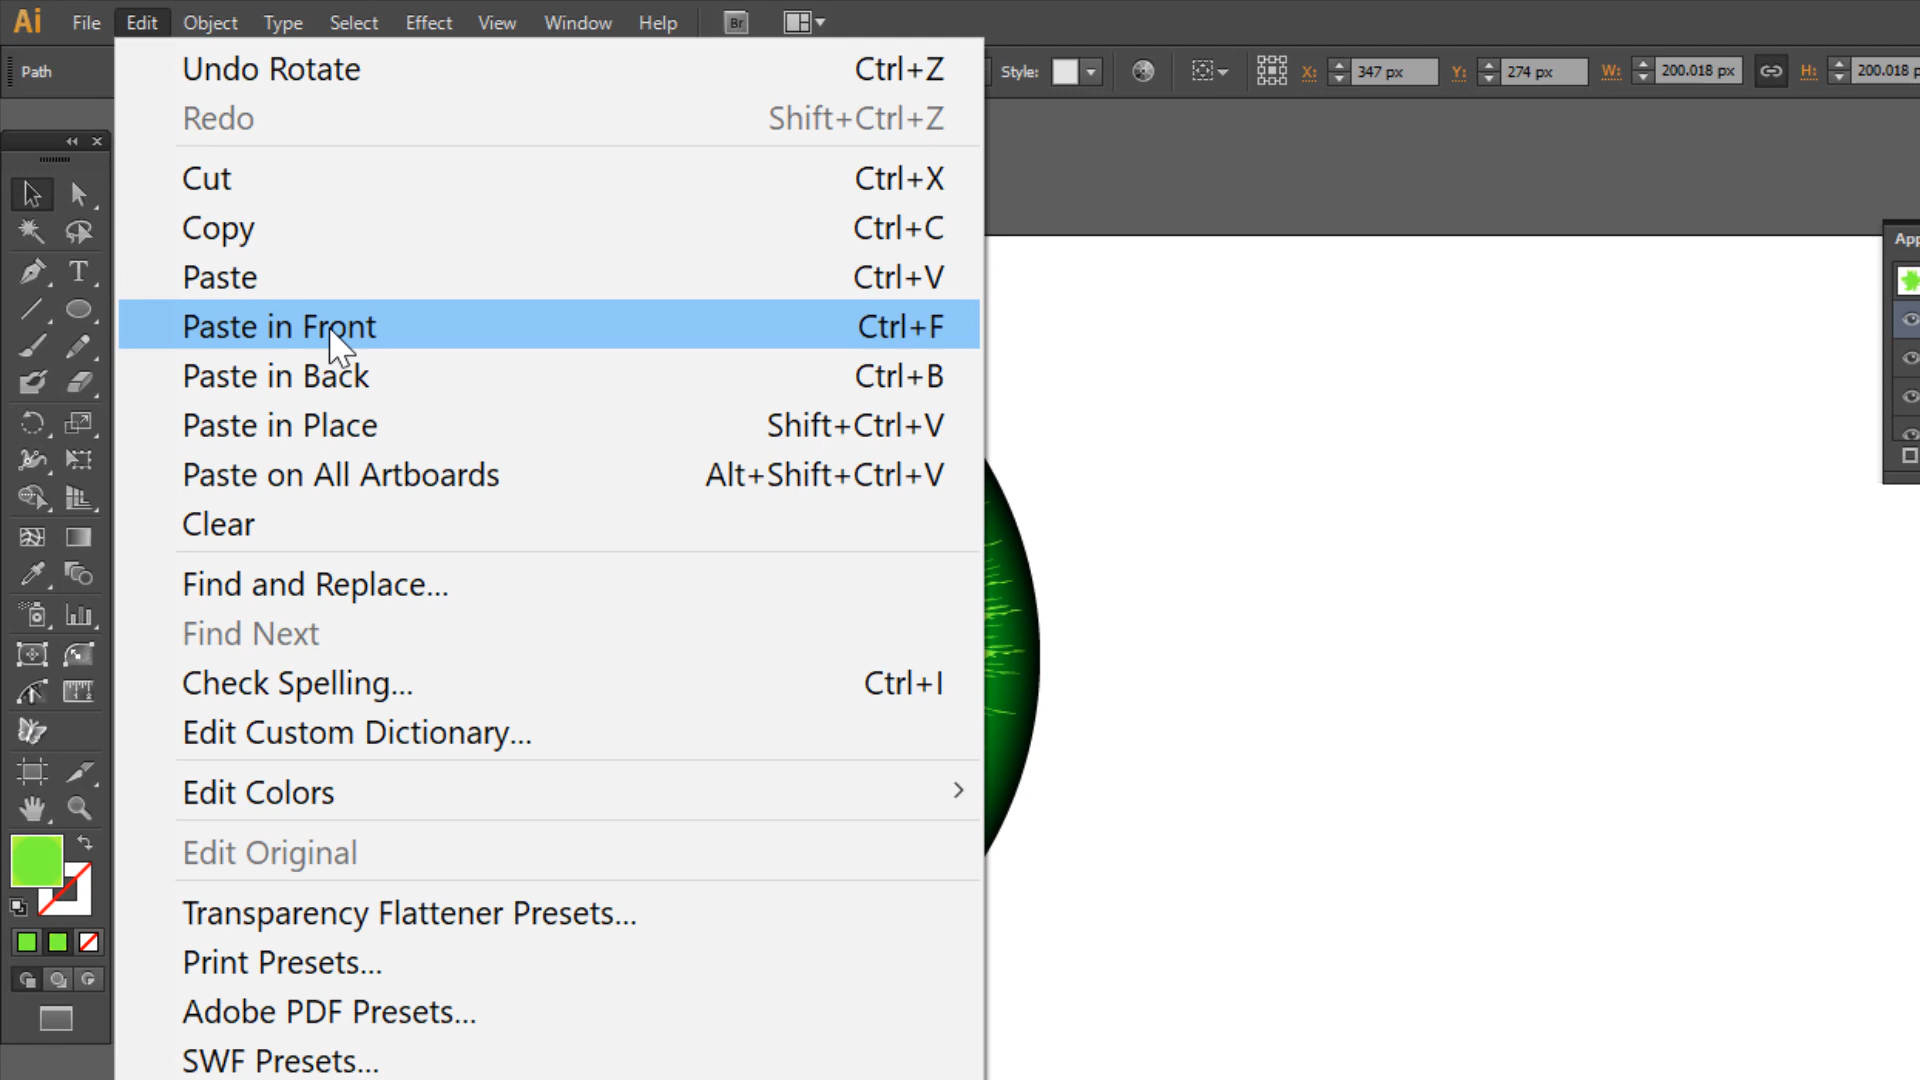 Ai File Edit Object Type Select Effect View Window Help Br
Path Style: X: 347 px Y: 274 px W: 200.018 px H: 200.018 p
Undo Rotate Ctrl+Z
Redo Shift+Ctrl+Z
Cut Ctrl+X
Copy Ctrl+C
Paste Ctrl+V
Paste in Front Ctrl+F
Paste in Back Ctrl+B
Paste in Place Shift+Ctrl+V
Paste on All Artboards Alt+Shift+Ctrl+V
Clear
Find and Replace...
Find Next
Check Spelling... Ctrl+I
Edit Custom Dictionary...
Edit Colors
Edit Original
Transparency Flattener Presets...
Print Presets...
Adobe PDF Presets...
SWF Presets...
App